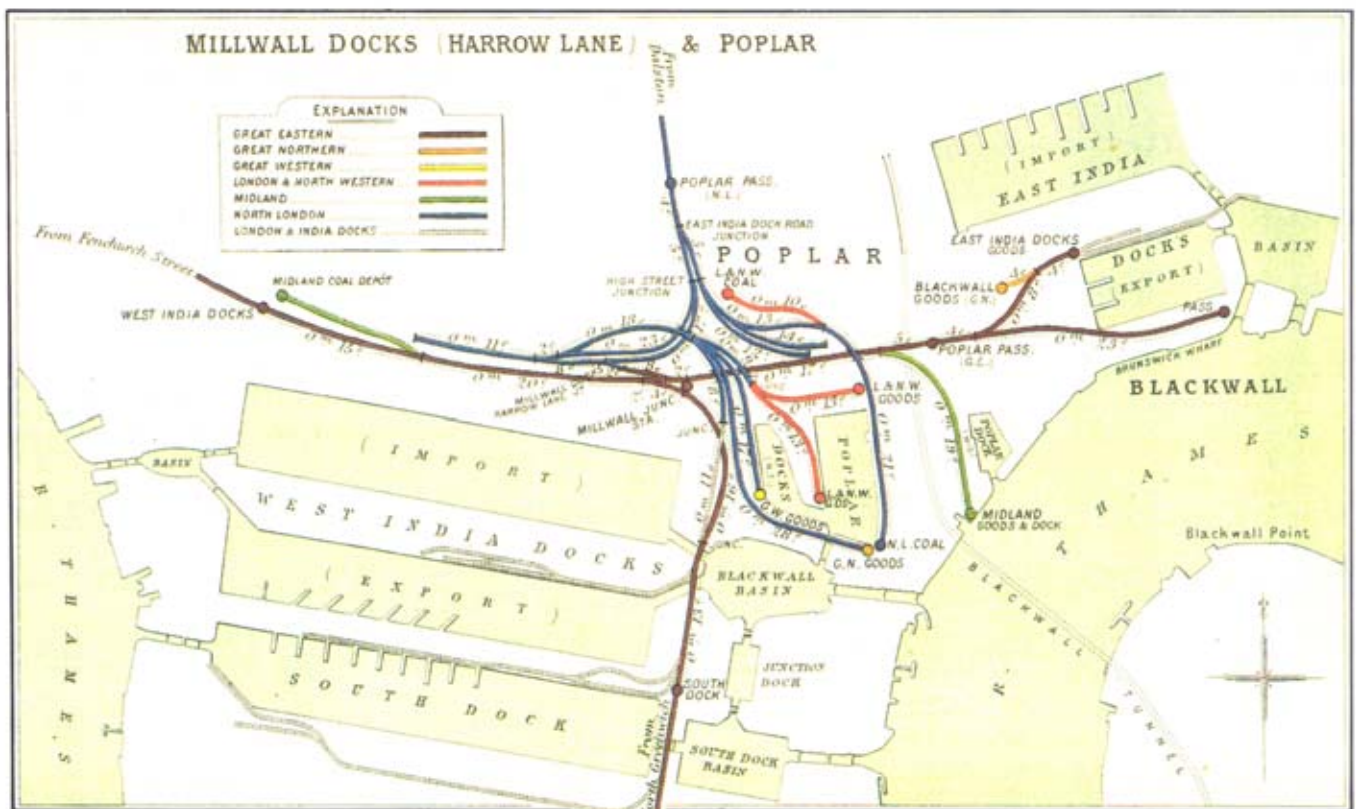 MILLWALL DOCKS (HARROW LANE) & POPLAR
EXPLANATION
GREAT EASTERN
GREAT NORTHERN
GREAT WESTERN
LONDON & NORTH WESTERN
MIDLAND
NORTH LONDON
LONDON & INDIA DOCKS
From Dalston
POPLAR PASS.
(N.L.)
EAST INDIA DOCK ROAD
JUNCTION
POPLAR
HIGH STREET
JUNCTION
L.& N.W.
COAL
(IMPORT)
EAST INDIA
EAST INDIA DOCKS
GOODS
DOCKS
EXPORT)
BASIN
BLACKWALL
GOODS (G.N.)
PASS
POPLAR PASS.
(G.E.)
BRUNSWICK WHARF
BLACKWALL
From Fenchurch Street
MIDLAND COAL DEPÔT
WEST INDIA DOCKS
MILLWALL JUNC
STA.
JUNC.
L.& N.W.
GOODS
DOCKS
POPLAR
POPLAR
DOCK
G.W. GOODS
L.& N.W.
GDS
MIDLAND
GOODS & DOCK
N.L. COAL
G.N. GOODS
R. THAMES
Blackwall Point
BLACKWALL TUNNEL
BASIN
(IMPORT)
WEST INDIA DOCKS
(EXPORT)
JUNC.
BLACKWALL
BASIN
R. THAMES
SOUTH DOCK
SOUTH
DOCK
JUNCTION
DOCK
SOUTH DOCK
BASIN
From
North Greenwich